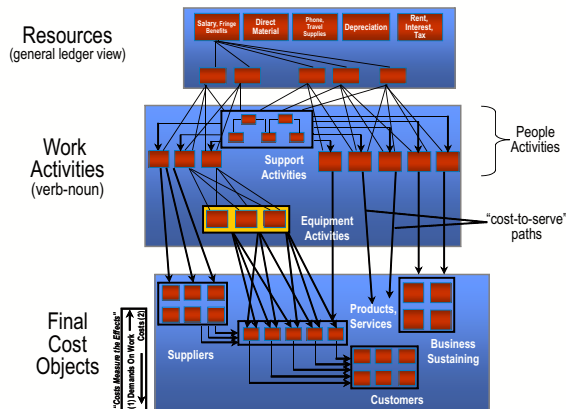 Resources
(general ledger view)
Salary, Fringe
Benefits
Direct
Material
Phone,
Travel
Supplies
Depreciation
Rent,
Interest,
Tax
Work
Activities
(verb-noun)
Support
Activities
People
Activities
Equipment
Activities
“cost-to-serve”
paths
Final
Cost
Objects
"Costs Measure the Effects"
(1) Demands On Work
Costs (2)
Suppliers
Products,
Services
Business
Sustaining
Customers